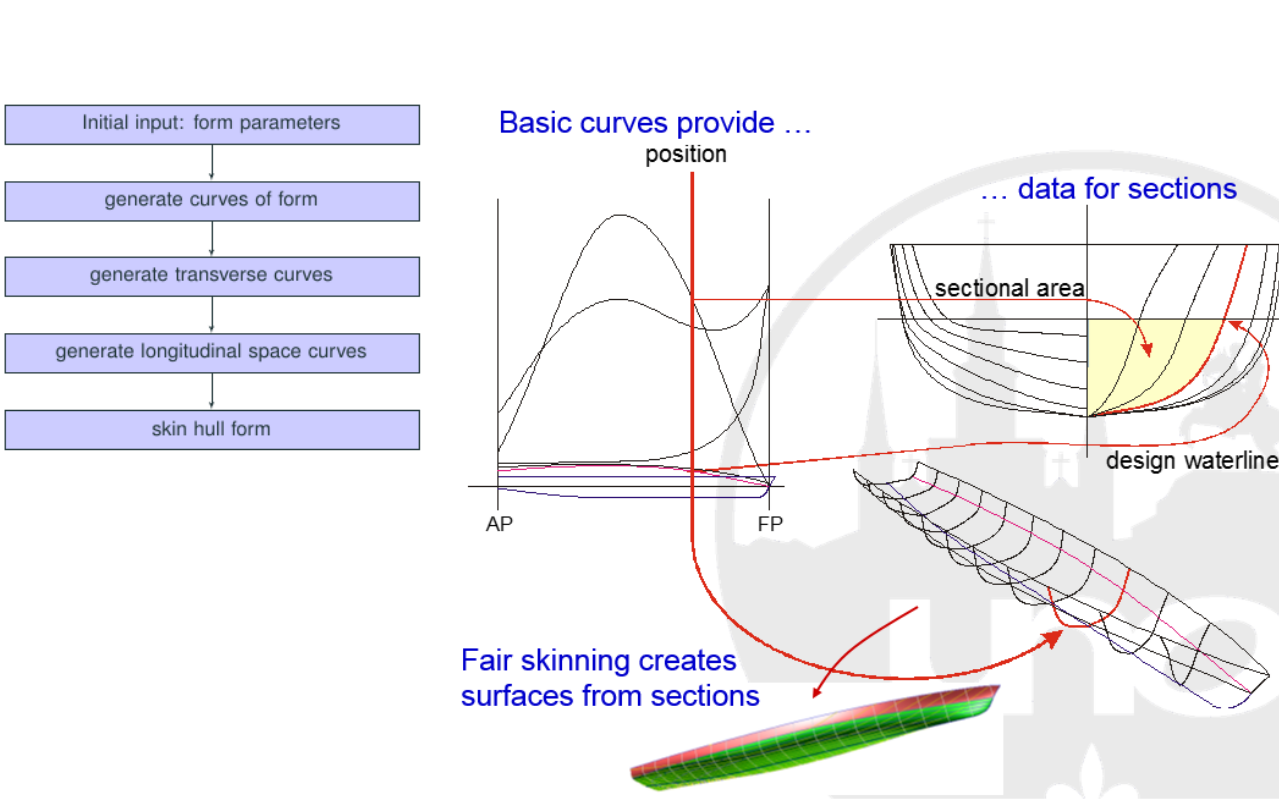 Initial input: form parameters
generate curves of form
generate transverse curves
generate longitudinal space curves
skin hull form
Basic curves provide …
position
… data for sections
sectional area
design waterline
AP
FP
Fair skinning creates
surfaces from sections